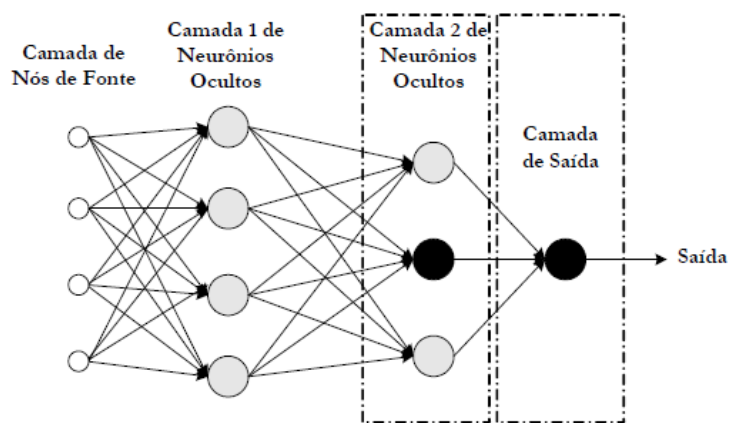 Camada de
Nós de Fonte
Camada 1 de
Neurônios
Ocultos
Camada 2 de
Neurônios
Ocultos
Camada
de Saída
Saída